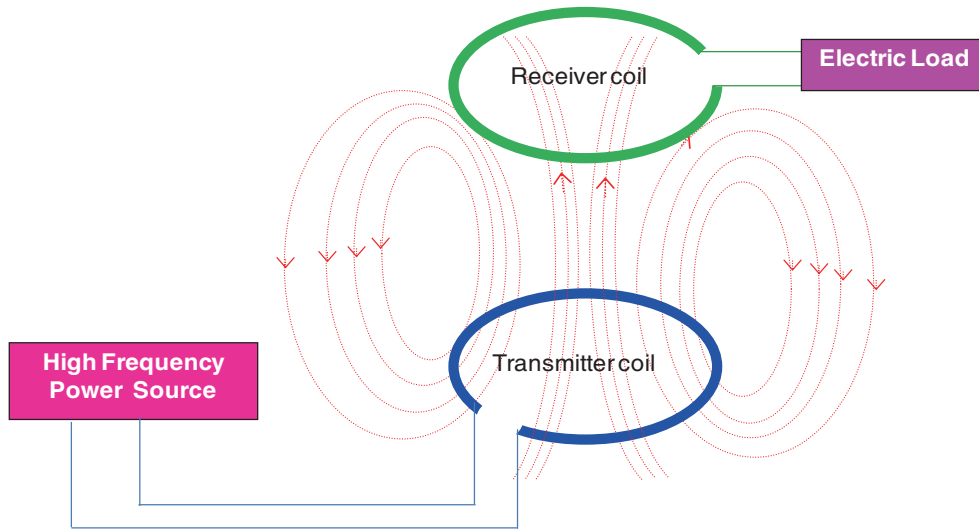 Receiver coil
Electric Load
Transmitter coil
High Frequency
Power Source